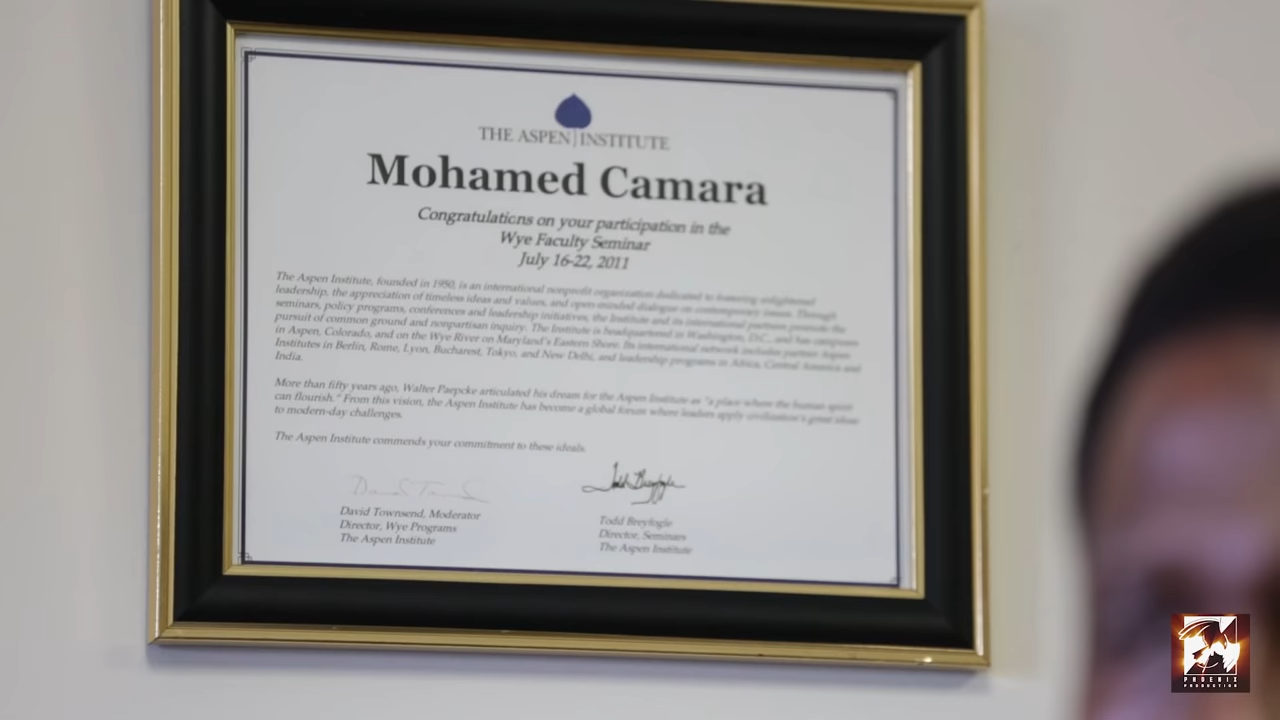 THE ASPEN INSTITUTE
Mohamed Camara
Congratulations on your participation in the
Wye Faculty Seminar
July 16-22, 2011
The Aspen Institute, founded in 1950, is an international nonprofit organization dedicated to fostering enlightened
leadership, the appreciation of timeless ideas and values, and open-minded dialogue on contemporary issues. Through
seminars, policy programs, conferences and leadership initiatives, the Institute and its international partners promote the
pursuit of common ground and nonpartisan inquiry. The Institute is headquartered in Washington, D.C., and has campuses
in Aspen, Colorado, and on the Wye River on Maryland's Eastern Shore. Its international network includes partner Aspen
Institutes in Berlin, Rome, Lyon, Bucharest, Tokyo, and New Delhi, and leadership programs in Africa, Central America and
India.
More than fifty years ago, Walter Paepcke articulated his dream for the Aspen Institute as "a place where the human spirit
can flourish." From this vision, the Aspen Institute has become a global forum where leaders apply civilization's great ideas
to modern-day challenges.
The Aspen Institute commends your commitment to these ideals.
David Townsend, Moderator
Director, Wye Programs
The Aspen Institute
Todd Breyfogle
Director, Seminars
The Aspen Institute
PHOENIX
PRODUCTION